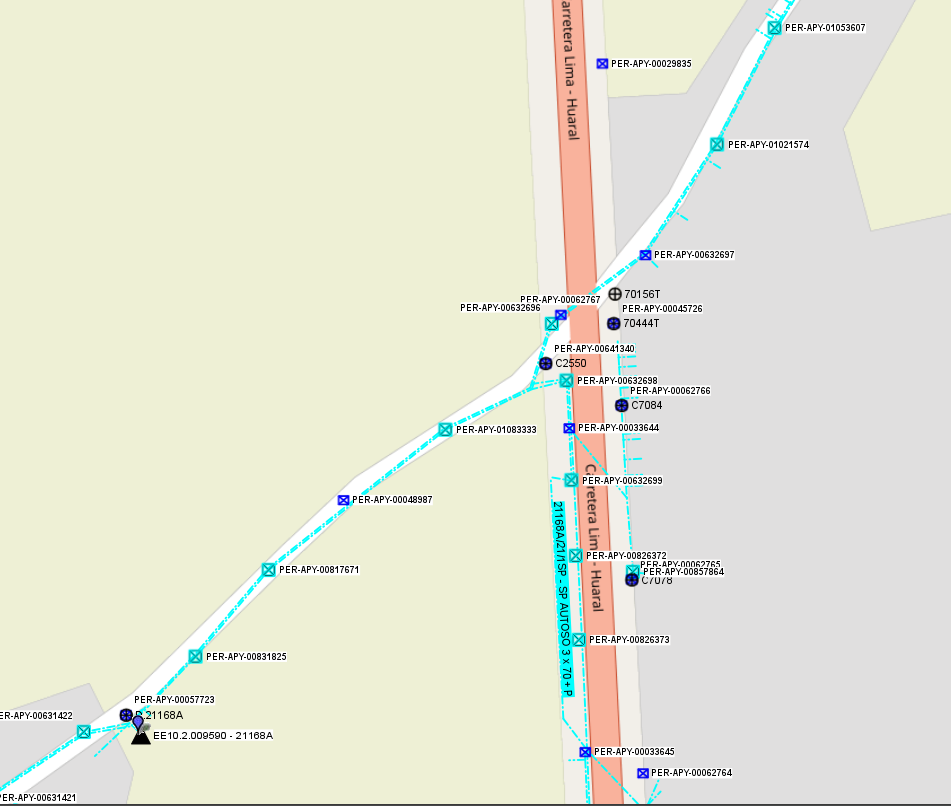 PER-APY-01053607
Carretera Lima - Huaral
PER-APY-00029835
PER-APY-01021574
PER-APY-00632697
70156T
PER-APY-00062767
PER-APY-00632696
PER-APY-00045726
70444T
PER-APY-00641340
C2550
PER-APY-00632698
PER-APY-00062766
C7084
PER-APY-01083333
PER-APY-00033644
Carretera Lima - Huaral
PER-APY-00632699
PER-APY-00048987
21168A/21/1SP - SP AUTOSO 3 x 70 + P
PER-APY-00826372
PER-APY-00062765
PER-APY-00857864
C7078
PER-APY-00817671
PER-APY-00826373
PER-APY-00831825
PER-APY-00057723
ER-APY-00631422
21168A
EE10.2.009590 - 21168A
PER-APY-00033645
PER-APY-00062764
PER-APY-00631421